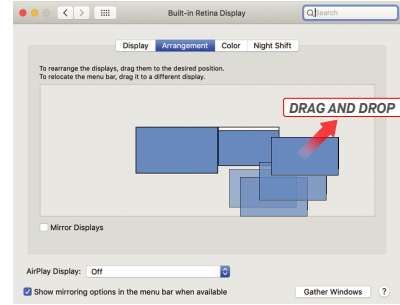 Built-in Retina Display
Search
Display Arrangement Color Night Shift
To rearrange the displays, drag them to the desired position.
To relocate the menu bar, drag it to a different display.
DRAG AND DROP
Mirror Displays
AirPlay Display: Off
Show mirroring options in the menu bar when available
Gather Windows ?